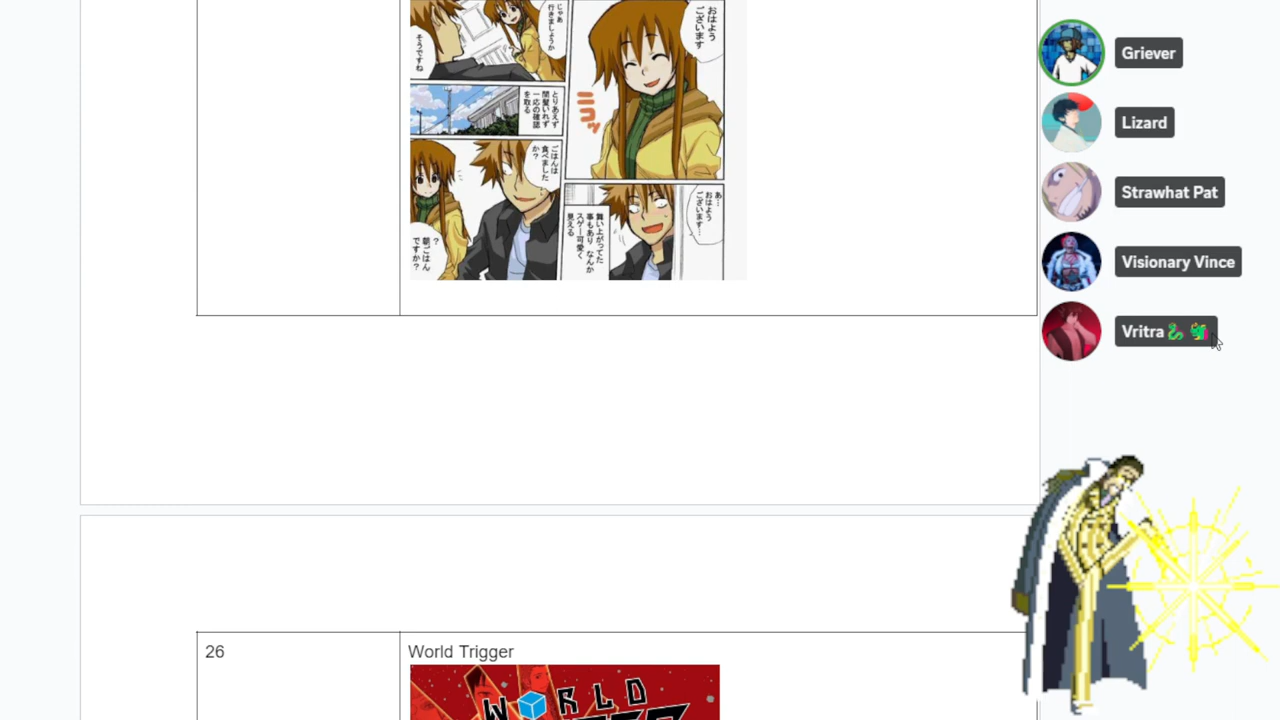 じゃあ
行きましょうか
そうですね
おはよう
ございます
ニコッ
とりあえず
間髪いれず
一応の確認
を取る
ごはんは
食べました
か?
?
朝ごはん
ですか?
あ…
おはよう
ございます…
舞い上がってた
事もあり なんか
スゲー可愛く
見える
Griever
Lizard
Strawhat Pat
Visionary Vince
Vritra
26
World Trigger
WORLD